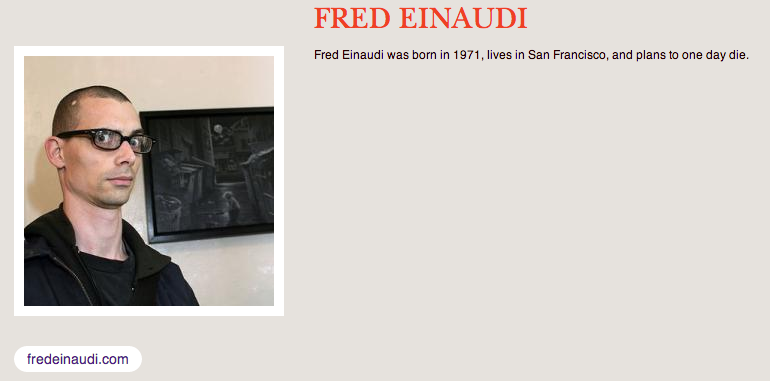 FRED EINAUDI
Fred Einaudi was born in 1971, lives in San Francisco, and plans to one day die.
fredeinaudi.com